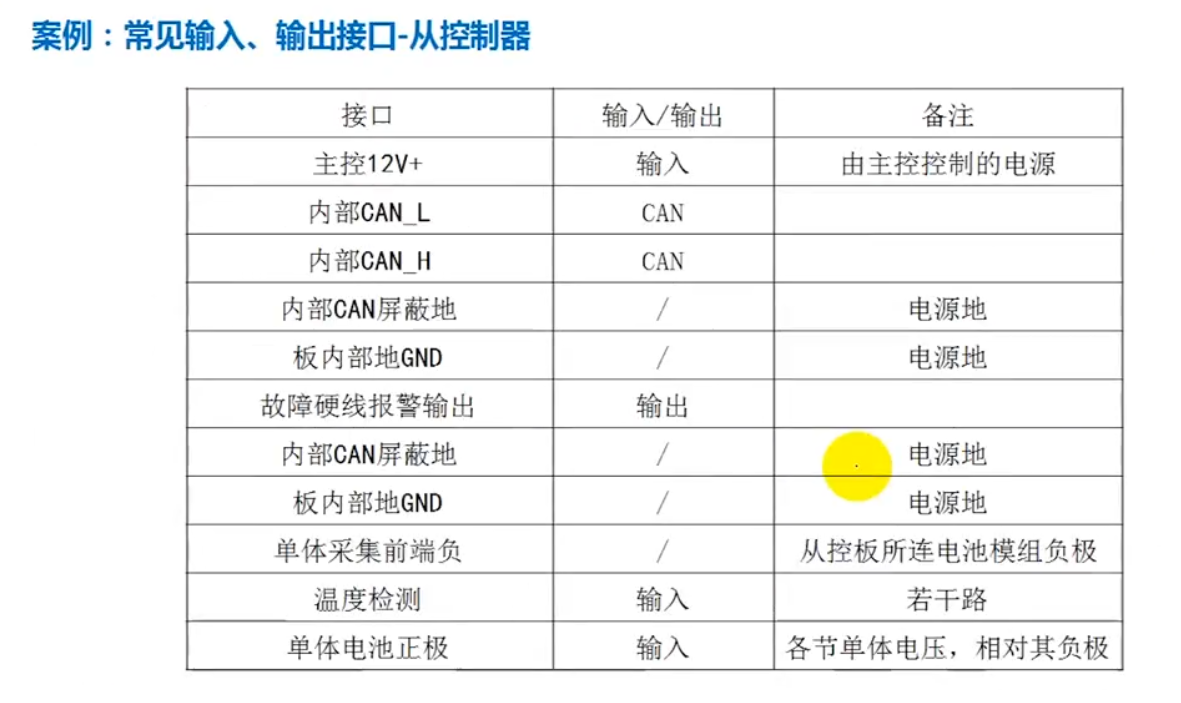 案例：常见输入、输出接口-从控制器
接口 输入/输出 备注
主控12V+ 输入 由主控控制的电源
内部CAN_L CAN
内部CAN_H CAN
内部CAN屏蔽地 / 电源地
板内部地GND / 电源地
故障硬线报警输出 输出
内部CAN屏蔽地 / 电源地
板内部地GND / 电源地
单体采集前端负 / 从控板所连电池模组负极
温度检测 输入 若干路
单体电池正极 输入 各节单体电压，相对其负极